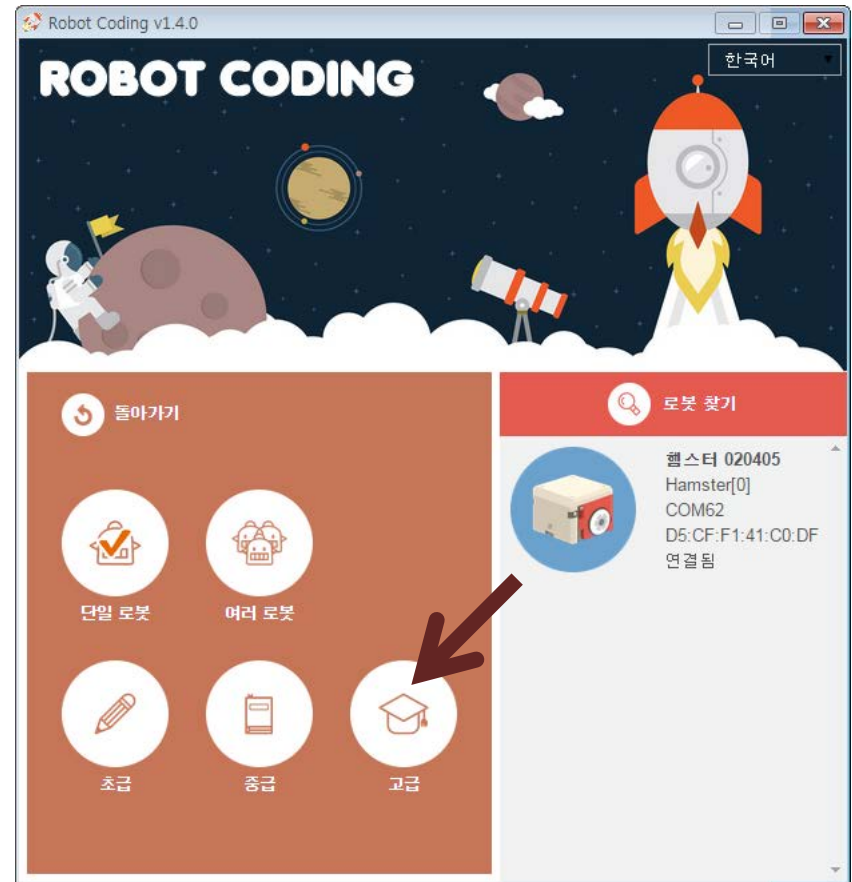 Robot Coding v1.4.0
ROBOT CODING
한국어
돌아가기
단일 로봇
여러 로봇
초급
중급
고급
로봇 찾기
햄스터 020405
Hamster[0]
COM62
D5:CF:F1:41:C0:DF
연결됨